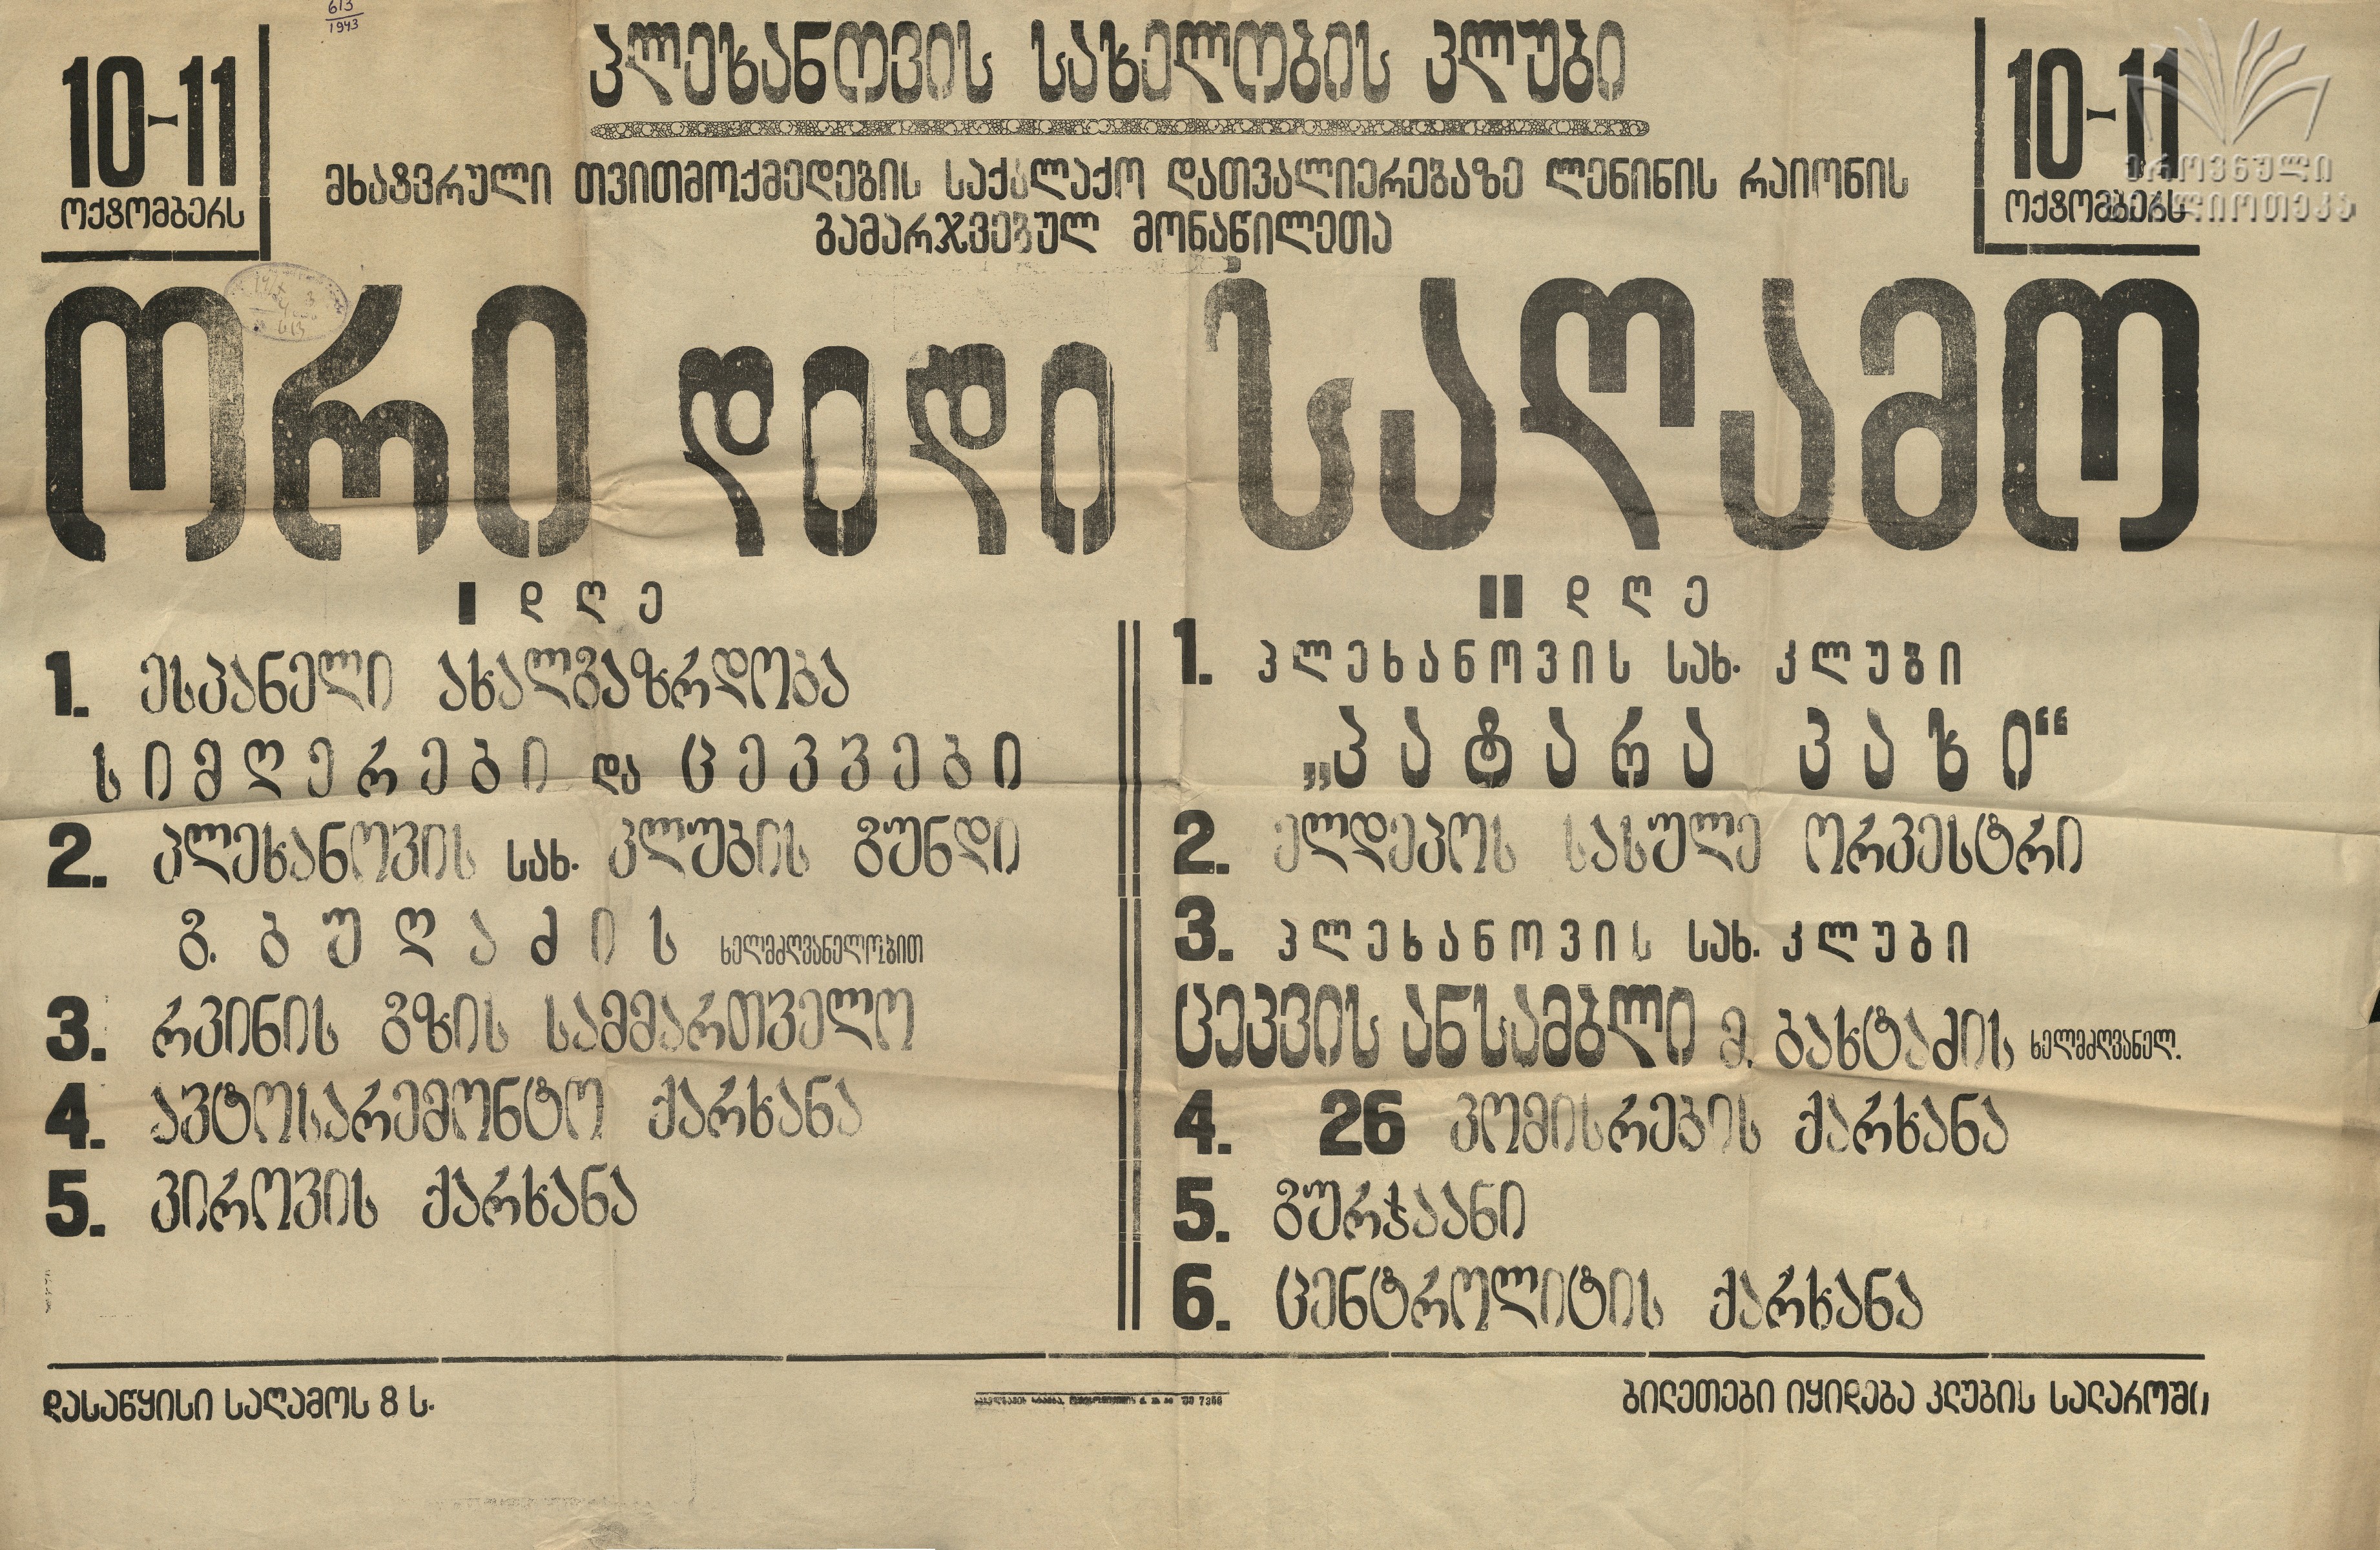 613
1943
10-11
ოქტომბერს
პლეხანოვის სახელობის კლუბი
10-11
ოქტომბერს
ეროვნული
ბიბლიოთეკა
მხატვრული თვითმოქმედების საქალაქო დათვალიერებაზე ლენინის რაიონის
გამარჯვებულ მონაწილეთა
ორი დიდი საღამო
I დღე
1. ესპანელი ახალგაზრდობა
სიმღერები და ცეკვები
2. პლეხანოვის სახ. კლუბის გუნდი
გ. ბუღაძის ხელმძღვანელობით
3. რკინის გზის სამმართველო
4. ავტოსარემონტო ქარხანა
5. კიროვის ქარხანა
II დღე
1. პლეხანოვის სახ. კლუბი
„პატარა კახი“
2. ელდეპოს სასულე ორკესტრი
3. პლეხანოვის სახ. კლუბი
ცეკვის ანსამბლი მ. ბახტაძის ხელმძღვანელ.
4. 26 კომისრების ქარხანა
5. გურჯაანი
6. ცენტროლიტის ქარხანა
დასაწყისი საღამოს 8 ს.
ბილეთები იყიდება კლუბის სალაროში